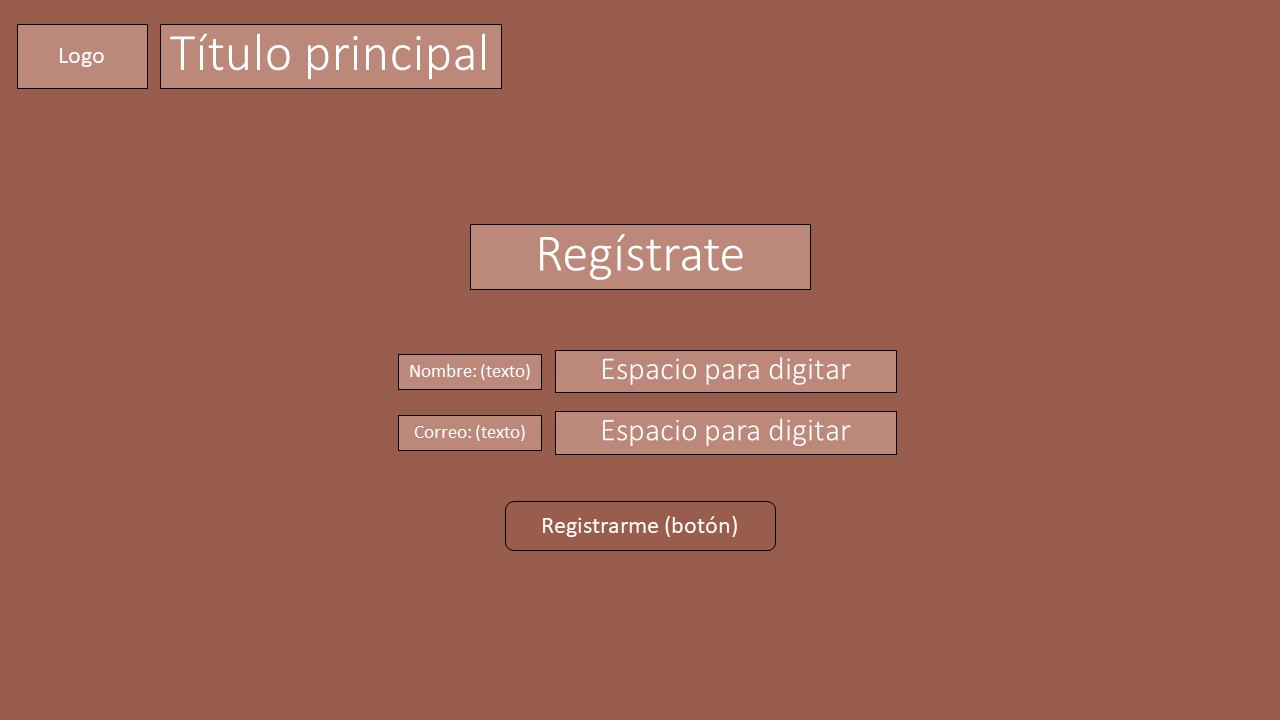 Logo
Título principal
Regístrate
Nombre: (texto)
Espacio para digitar
Correo: (texto)
Espacio para digitar
Registrarme (botón)